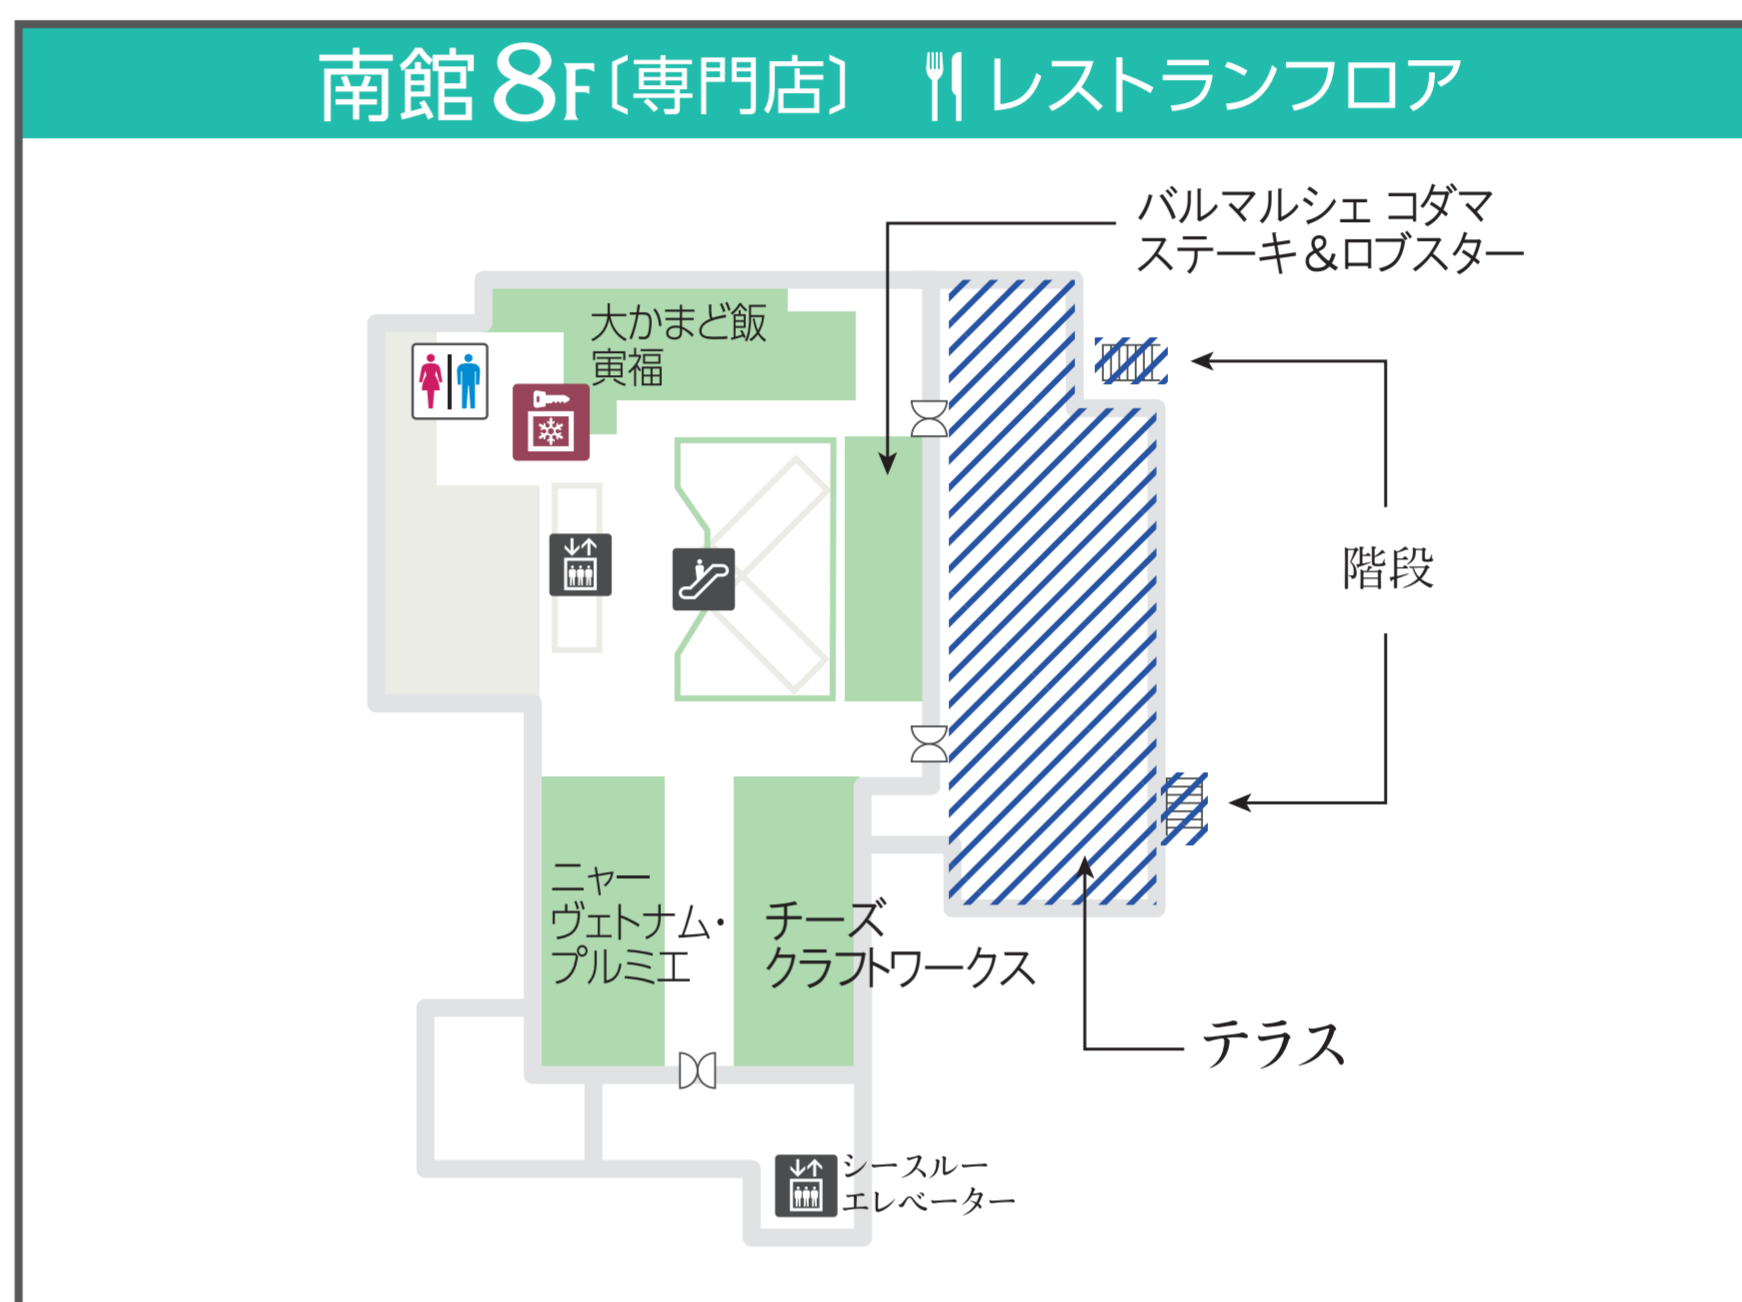 南館8F〔専門店〕 レストランフロア
バルマルシェ コダマ
ステーキ&ロブスター
大かまど飯
寅福
階段
ニャー
ヴェトナム・
プルミエ
チーズ
クラフトワークス
テラス
シースルー
エレベーター